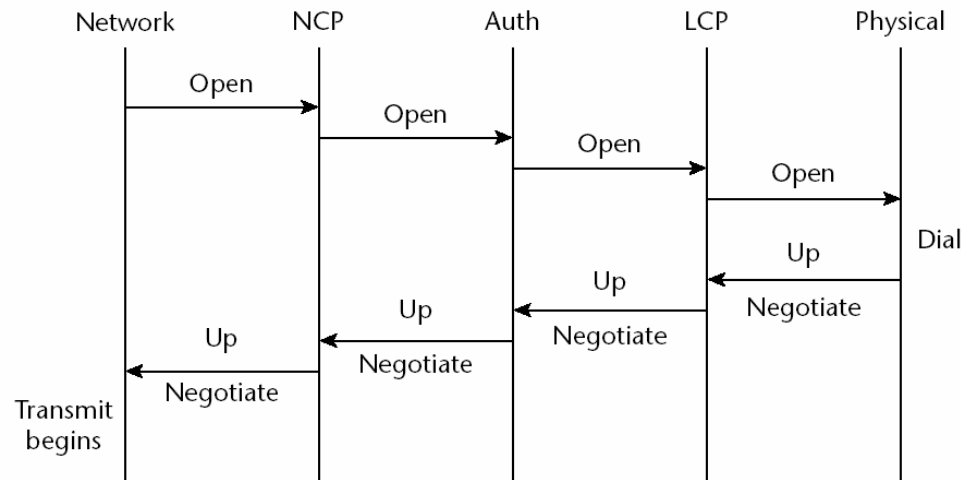 Network NCP Auth LCP Physical
Open
Open
Open
Open
Dial
Up
Negotiate
Up
Negotiate
Up
Negotiate
Up
Negotiate
Transmit
begins